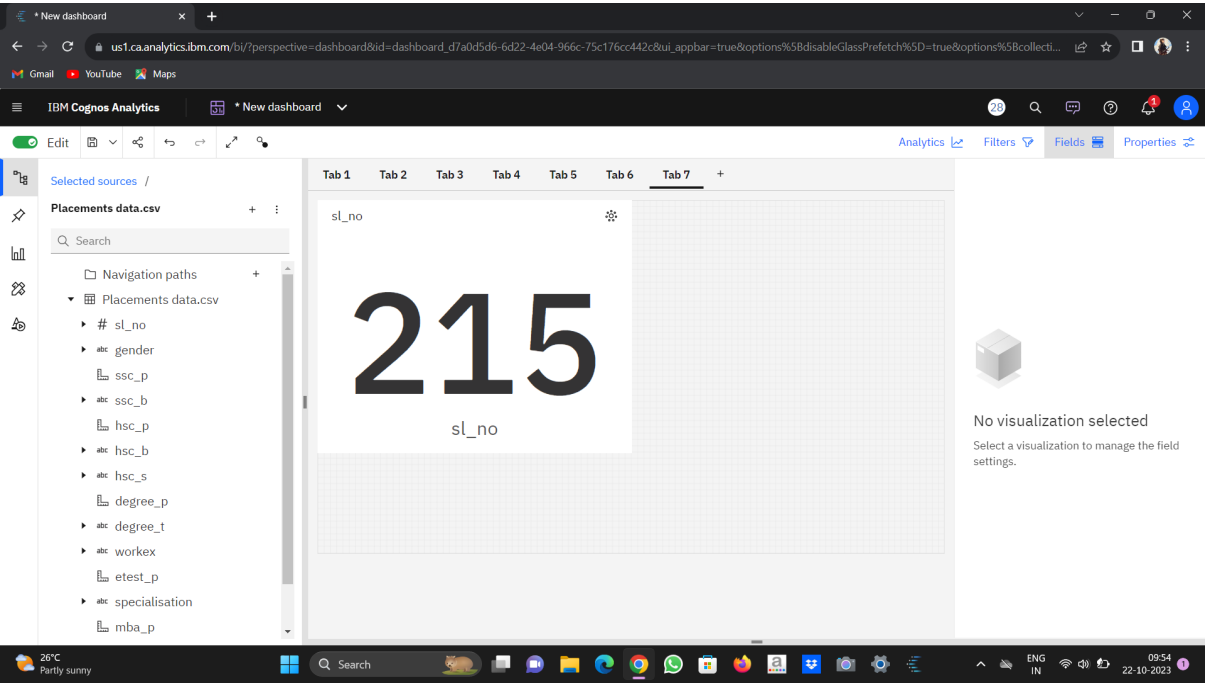 * New dashboard
us1.ca.analytics.ibm.com/bi/?perspective=dashboard&id=dashboard_d7a0d5d6-6d22-4e04-966c-75c176cc442c&ui_appbar=true&options%5BdisableGlassPrefetch%5D=true&options%5Bcollecti...
Gmail YouTube Maps
IBM Cognos Analytics * New dashboard 28 1
Edit Analytics Filters Fields Properties
Selected sources /
Placements data.csv
Search
Navigation paths
Placements data.csv
# sl_no
abc gender
ssc_p
abc ssc_b
hsc_p
abc hsc_b
abc hsc_s
degree_p
abc degree_t
abc workex
etest_p
abc specialisation
mba_p
Tab 1 Tab 2 Tab 3 Tab 4 Tab 5 Tab 6 Tab 7 +
sl_no
215
sl_no
No visualization selected
Select a visualization to manage the field
settings.
26°C
Partly sunny
Search
a
ENG
IN
09:54
22-10-2023
1